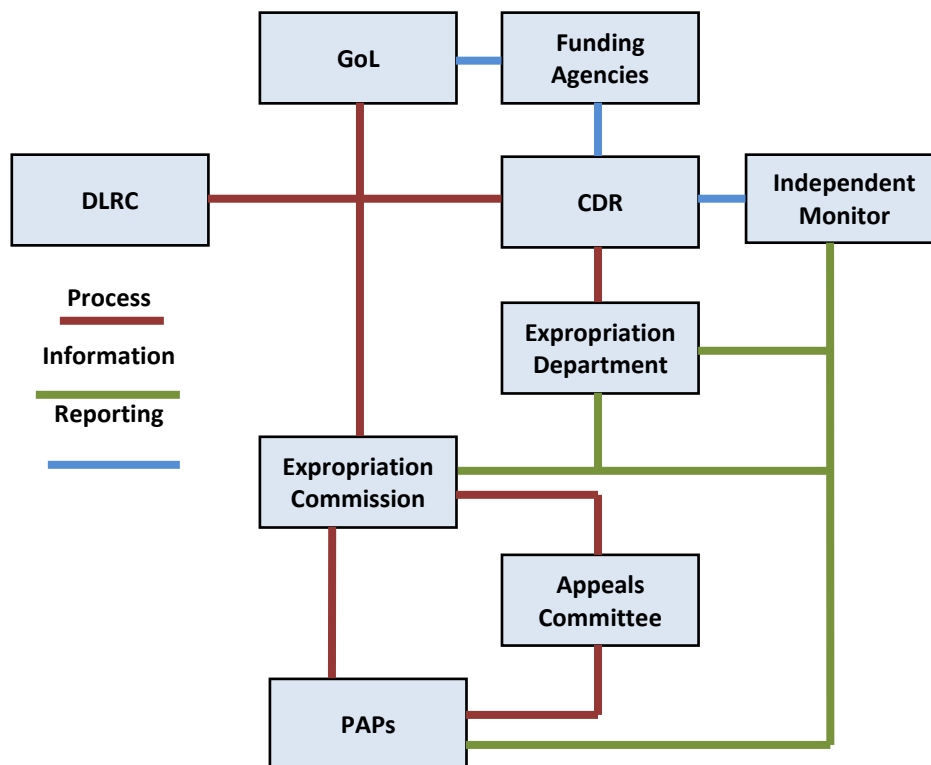 GoL
Funding
Agencies
DLRC
CDR
Independent
Monitor
Process
Information
Reporting
Expropriation
Department
Expropriation
Commission
Appeals
Committee
PAPs